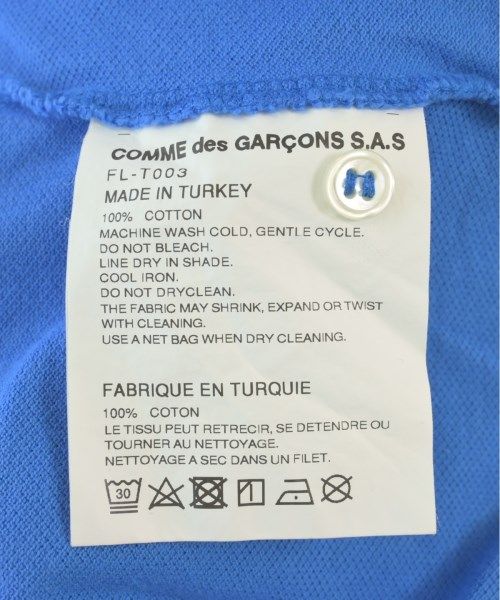 COMME des GARÇONS S.A.S
FL-T003
MADE IN TURKEY
100% COTTON
MACHINE WASH COLD, GENTLE CYCLE.
DO NOT BLEACH.
LINE DRY IN SHADE.
COOL IRON.
DO NOT DRYCLEAN.
THE FABRIC MAY SHRINK, EXPAND OR TWIST
WITH CLEANING.
USE A NET BAG WHEN DRY CLEANING.
FABRIQUE EN TURQUIE
100% COTON
LE TISSU PEUT RETRECIR, SE DETENDRE OU
TOURNER AU NETTOYAGE.
NETTOYAGE A SEC DANS UN FILET.
30